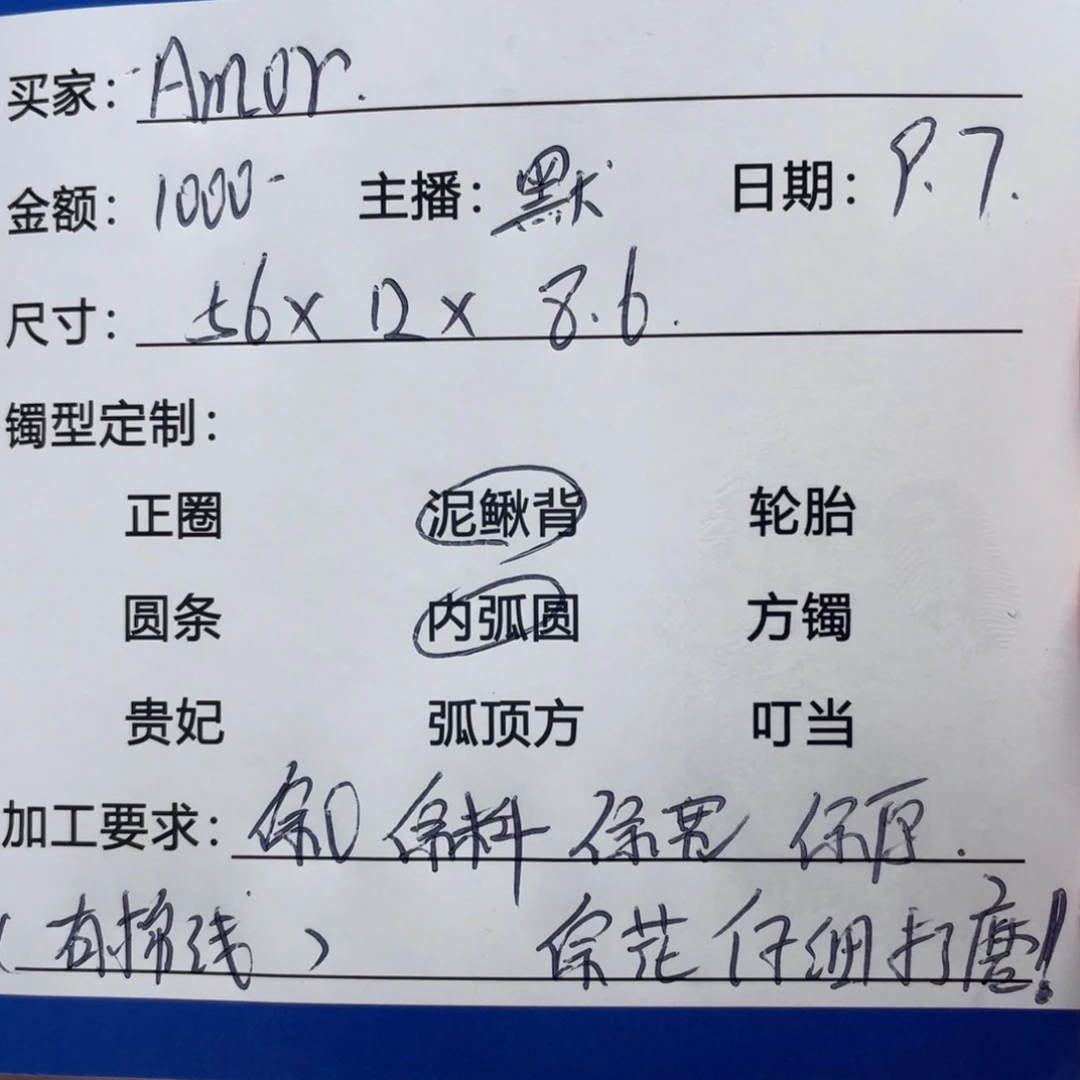 买家：Amor.
金额：1000- 主播：默 日期：9.7.
尺寸：56x 12 x 8.6.
镯型定制：
正圈 泥鳅背 轮胎
圆条 内弧圆 方镯
贵妃 弧顶方 叮当
加工要求：保口 保料 保宽 保厚.
（有棉线） 保花 仔细打磨！